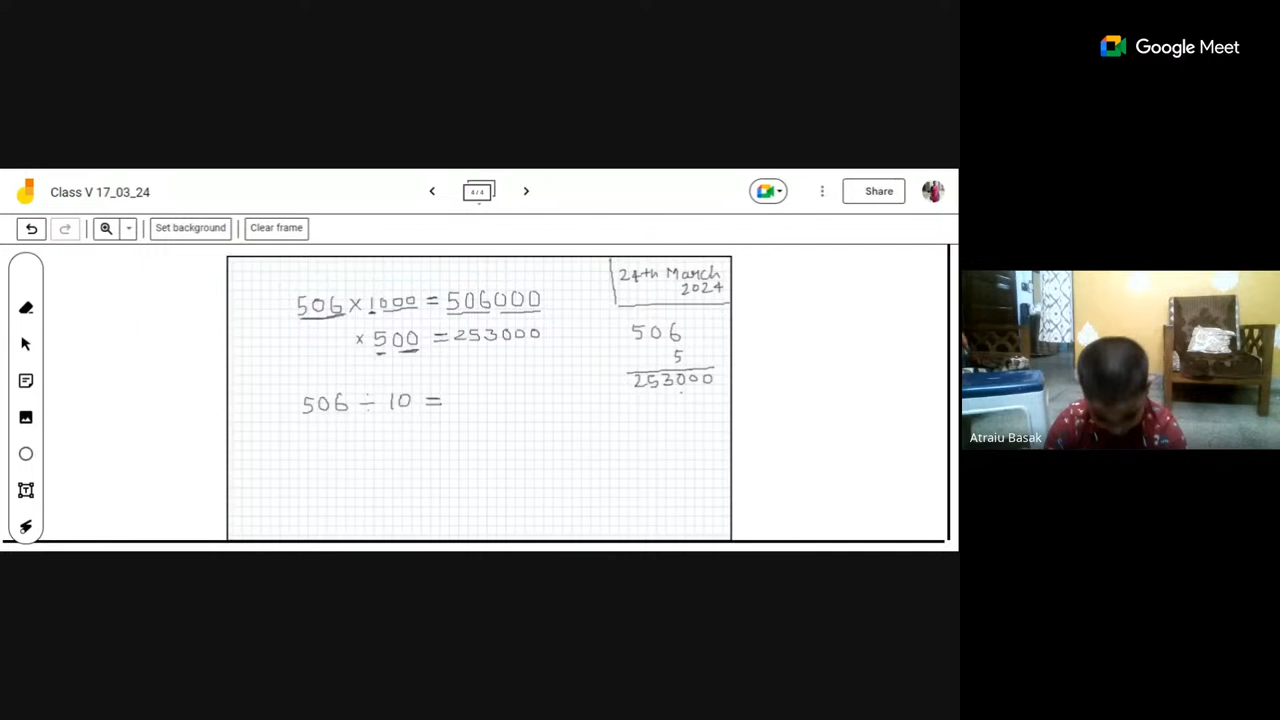 Google Meet
Class V 17_03_24
4/4
Share
Set background
Clear frame
24th March
2024
506 × 1000 = 506000
× 500 = 253000
506 ÷ 10 =
506
5
253000
Atraiu Basak